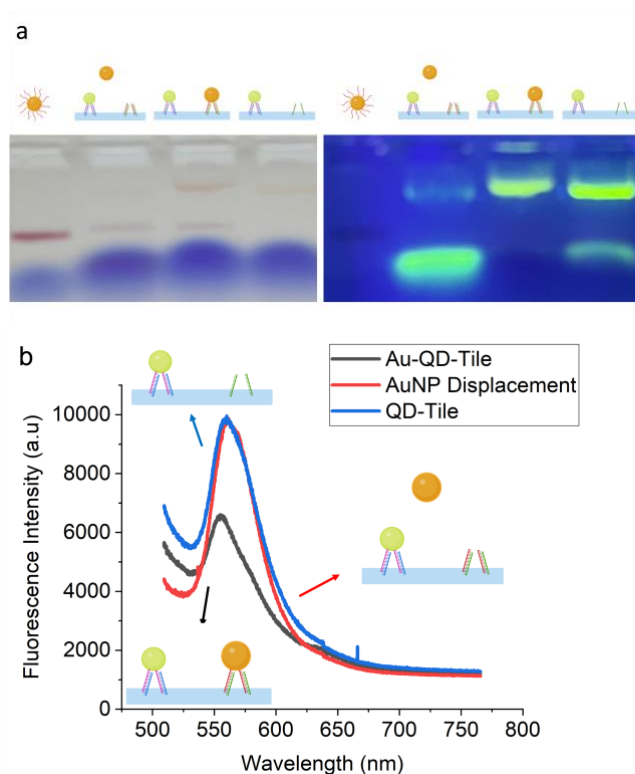 a
b
Au-QD-Tile
AuNP Displacement
QD-Tile
10000
8000
6000
4000
2000
0
Fluorescence Intensity (a.u)
500
550
600
650
700
750
800
Wavelength (nm)